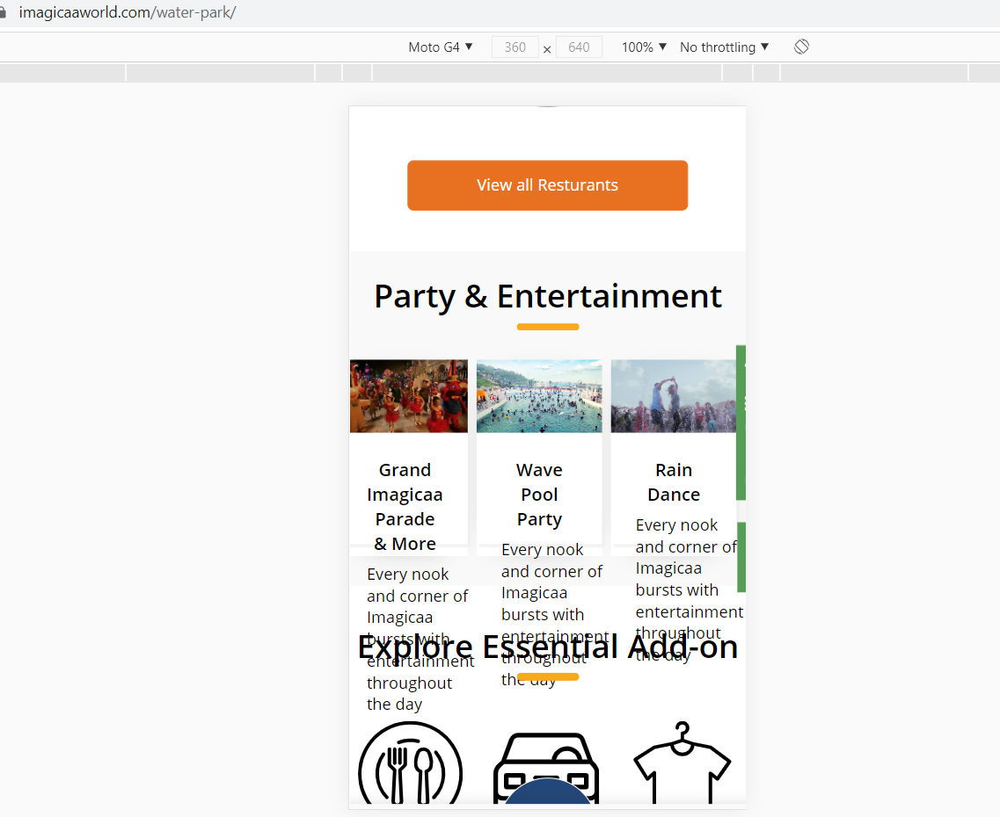 imagicaaworld.com/water-park/
Moto G4 ▼ 360 × 640 100% ▼ No throttling ▼
View all Resturants
Party & Entertainment
Grand
Imagicaa
Parade
& More
Every nook
and corner of
Imagicaa
bursts with
entertainment
throughout
the day
Wave
Pool
Party
Every nook
and corner of
Imagicaa
bursts with
entertainment
throughout
the day
Rain
Dance
Every nook
and corner of
Imagicaa
bursts with
entertainment
throughout
the day
Explore Essential Add-on